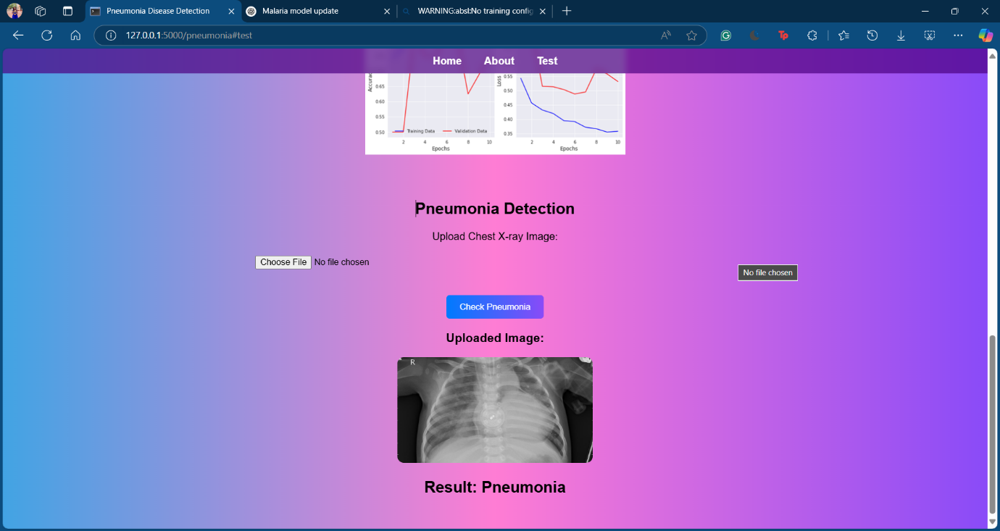 Pneumonia Disease Detection
Malaria model update
WARNING:absl:No training config
127.0.0.1:5000/pneumonia#test
Home About Test
Accurac
0.65
0.60
0.55
0.50
Training Data Validation Data
2 4 6 8 10
Epochs
Loss
0.55
0.50
0.45
0.40
0.35
2 4 6 8 10
Epochs
Pneumonia Detection
Upload Chest X-ray Image:
Choose File No file chosen
No file chosen
Check Pneumonia
Uploaded Image:
R
Result: Pneumonia